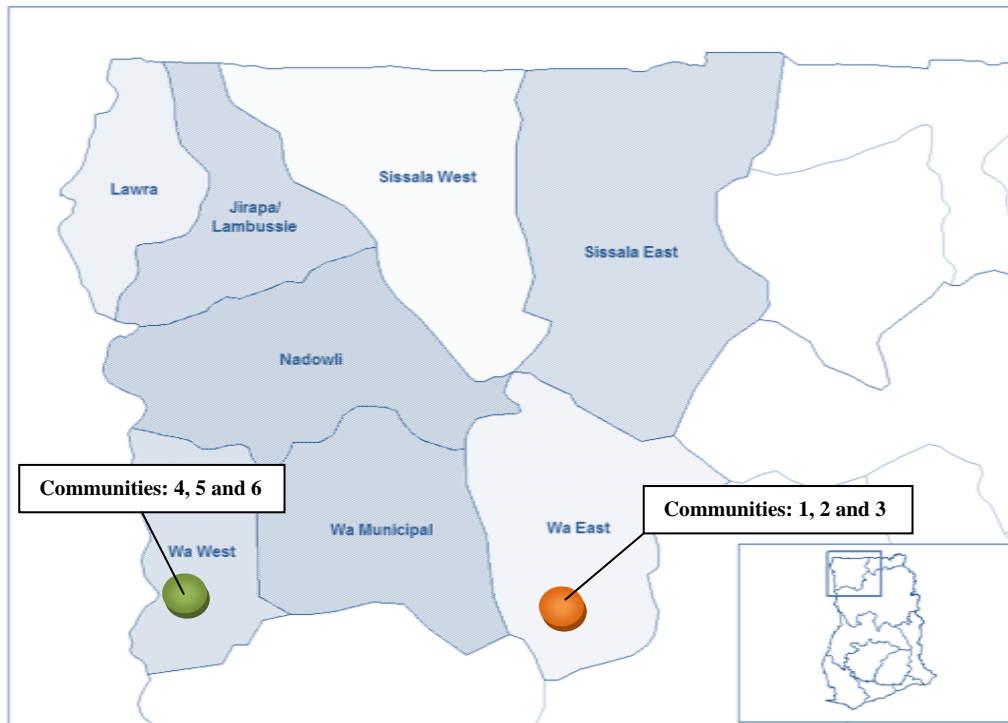 Lawra
Jirapa/
Lambussie
Sissala West
Sissala East
Nadowli
Communities: 4, 5 and 6
Communities: 1, 2 and 3
Wa West
Wa Municipal
Wa East